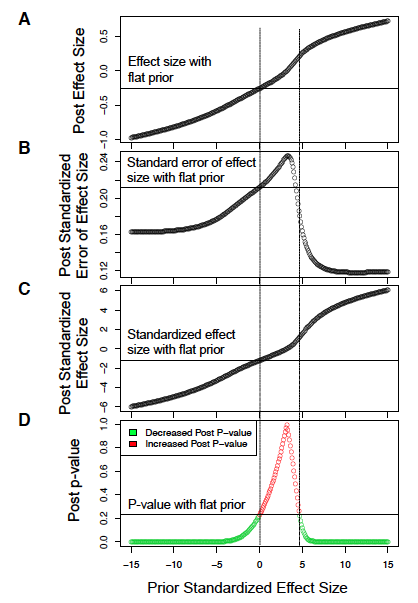 A
Post Effect Size
0.5
0.0
−0.5
−1.0
Effect size with
flat prior
B
Post Standardized
Error of Effect Size
0.24
0.20
0.16
0.12
Standard error of effect
size with flat prior
C
Post Standardized
Effect Size
6
4
2
0
−2
−4
−6
Standardized effect
size with flat prior
D
Post p-value
1.0
0.8
0.6
0.4
0.2
0.0
Decreased Post P−value
Increased Post P−value
P-value with flat prior
−15 −10 −5 0 5 10 15
Prior Standardized Effect Size